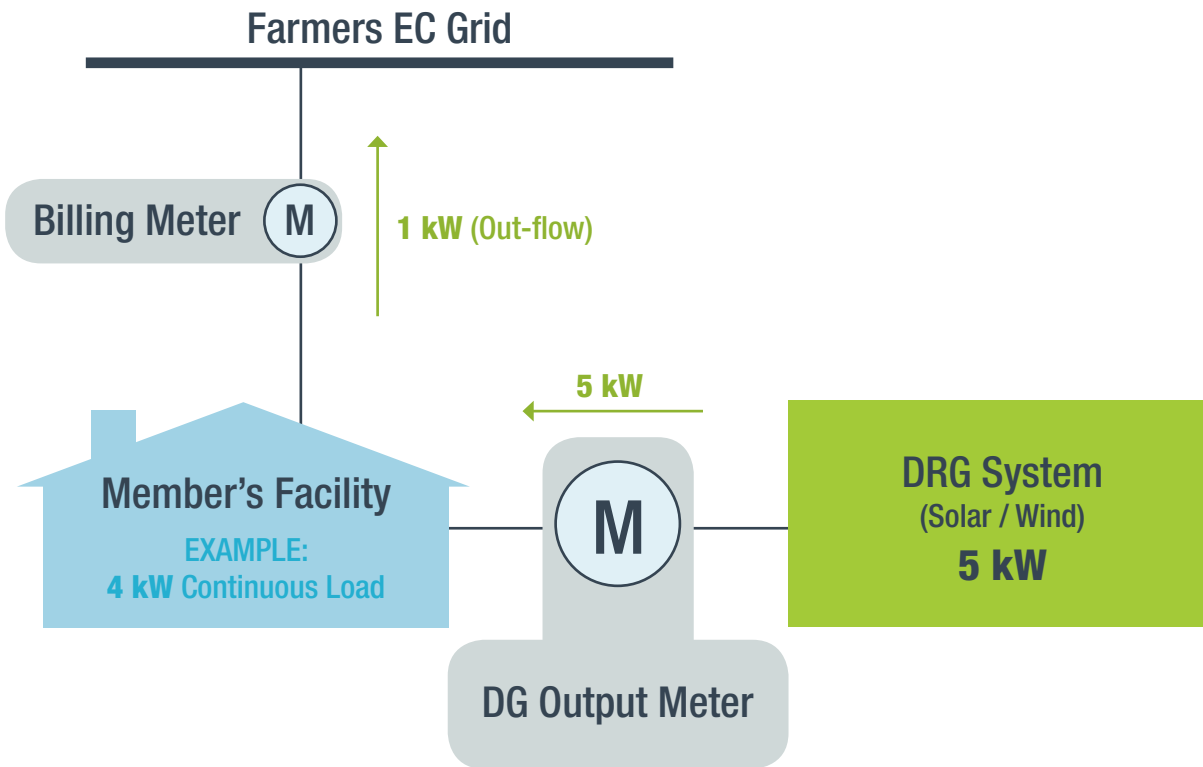 Farmers EC Grid
Billing Meter
M
1 kW (Out-flow)
5 kW
Member’s Facility
EXAMPLE:
4 kW Continuous Load
M
DG Output Meter
DRG System
(Solar / Wind)
5 kW